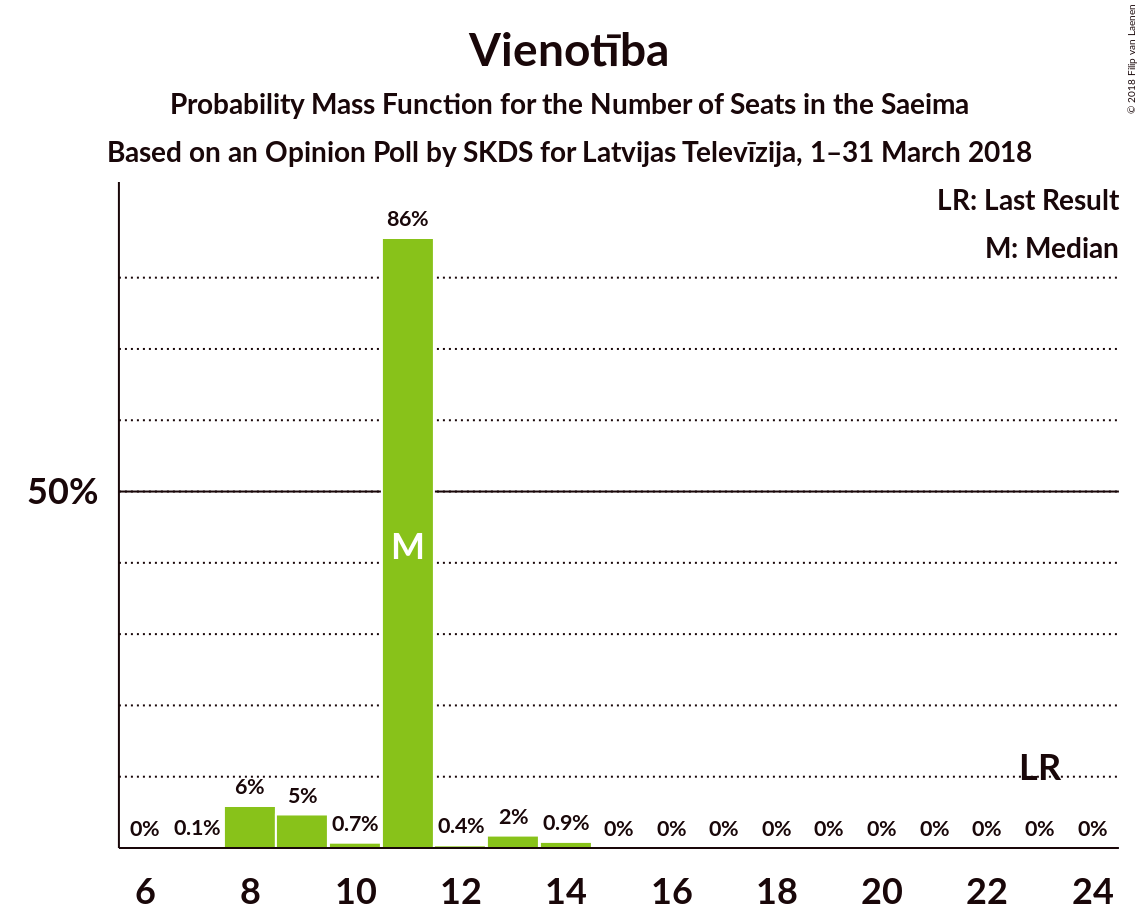 Vienotība
Probability Mass Function for the Number of Seats in the Saeima
Based on an Opinion Poll by SKDS for Latvijas Televīzija, 1–31 March 2018
© 2018 Filip van Laenen
LR: Last Result
M: Median
86%
50%
M
LR
0% 0.1% 6% 5% 0.7% 0.4% 2% 0.9% 0% 0% 0% 0% 0% 0% 0% 0% 0% 0%
6 8 10 12 14 16 18 20 22 24